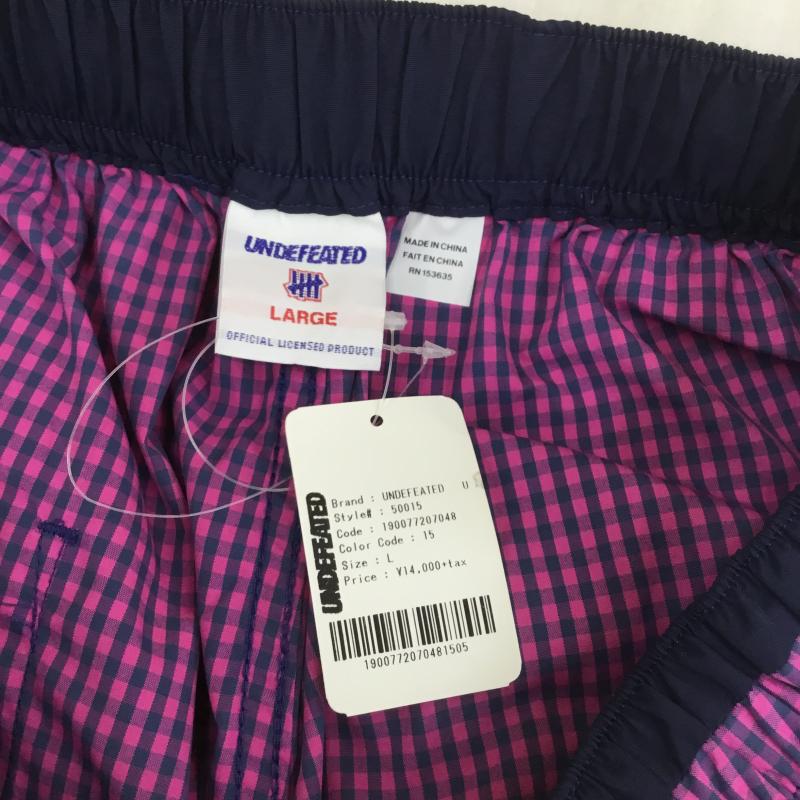 UNDEFEATED
LARGE
OFFICIAL LICENSED PRODUCT
MADE IN CHINA
FAIT EN CHINA
RN 153635
UNDEFEATED
Brand : UNDEFEATED U
Style# : 50015
Code : 190077207048
Color Code : 15
Size : L
Price : ¥14,000+tax
1900772070481505